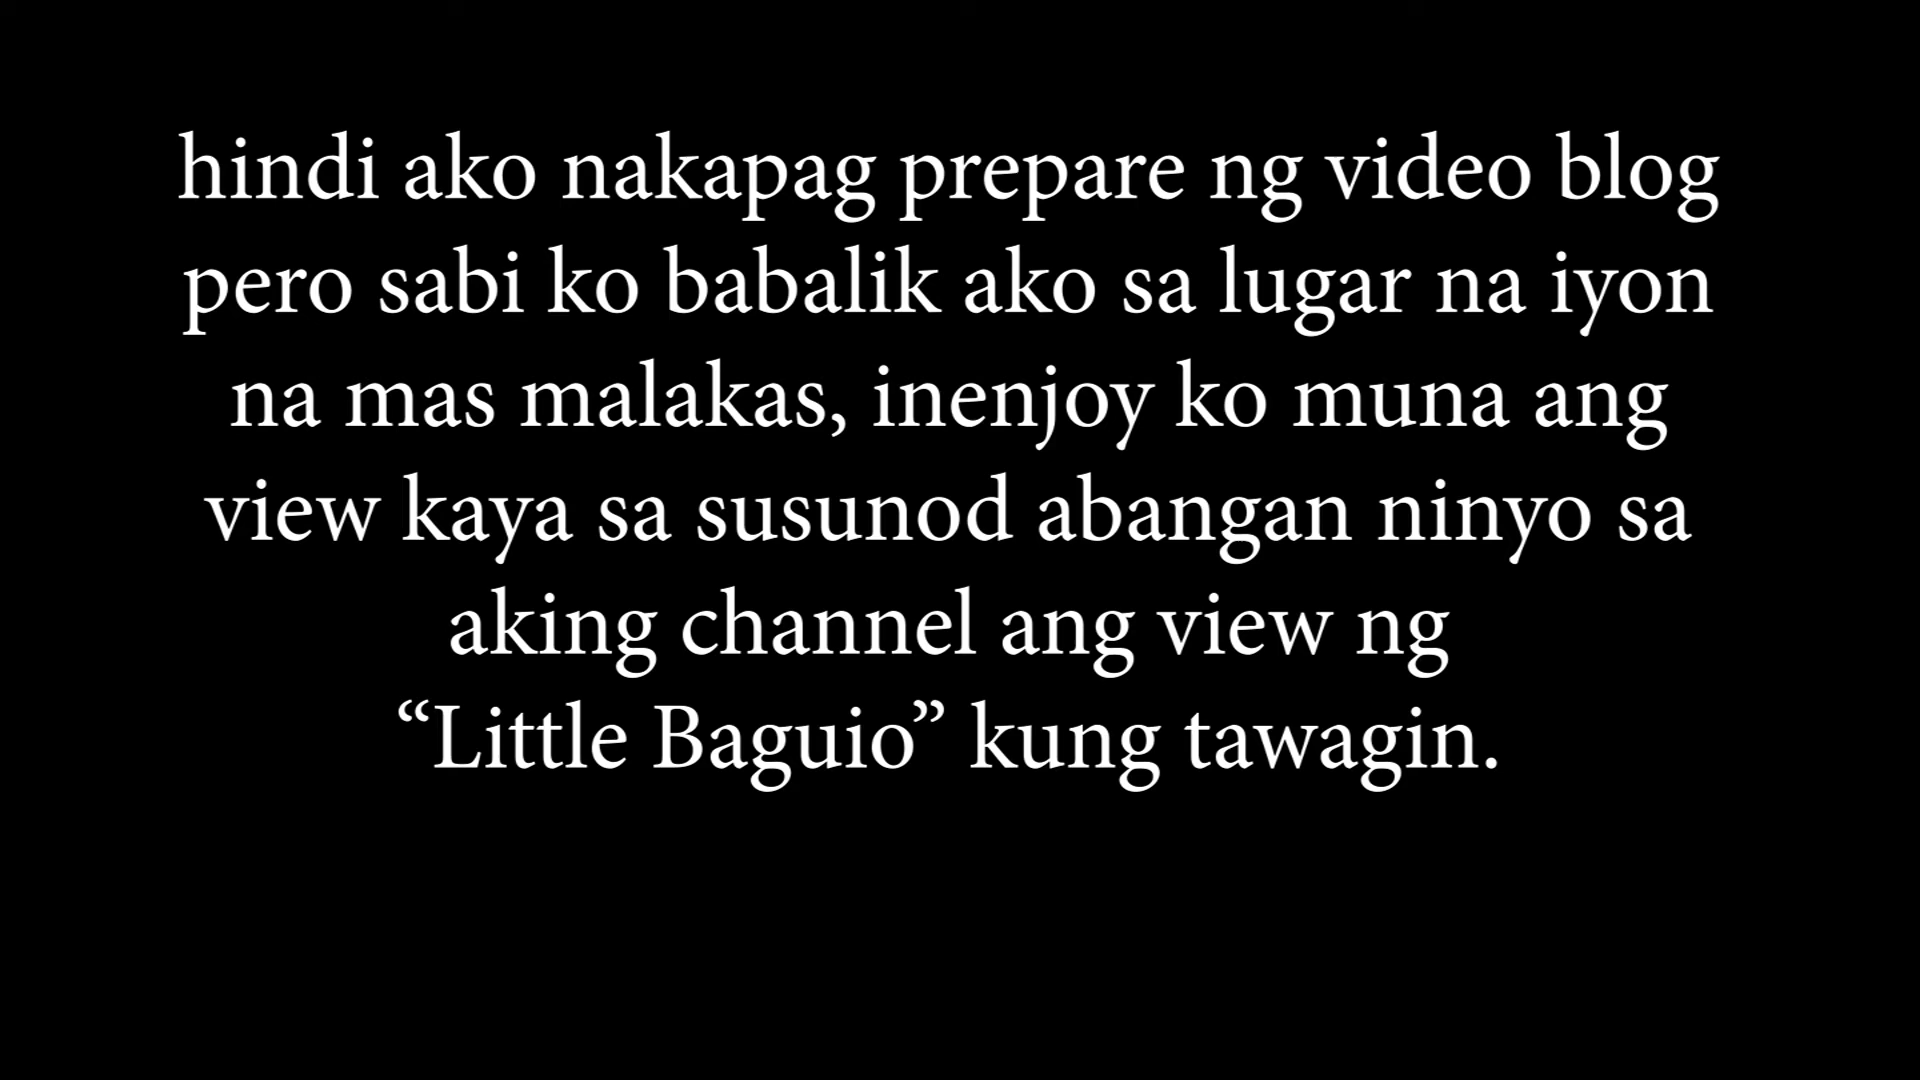 hindi ako nakapag prepare ng video blog
pero sabi ko babalik ako sa lugar na iyon
na mas malakas, inenjoy ko muna ang
view kaya sa susunod abangan ninyo sa
aking channel ang view ng
“Little Baguio” kung tawagin.